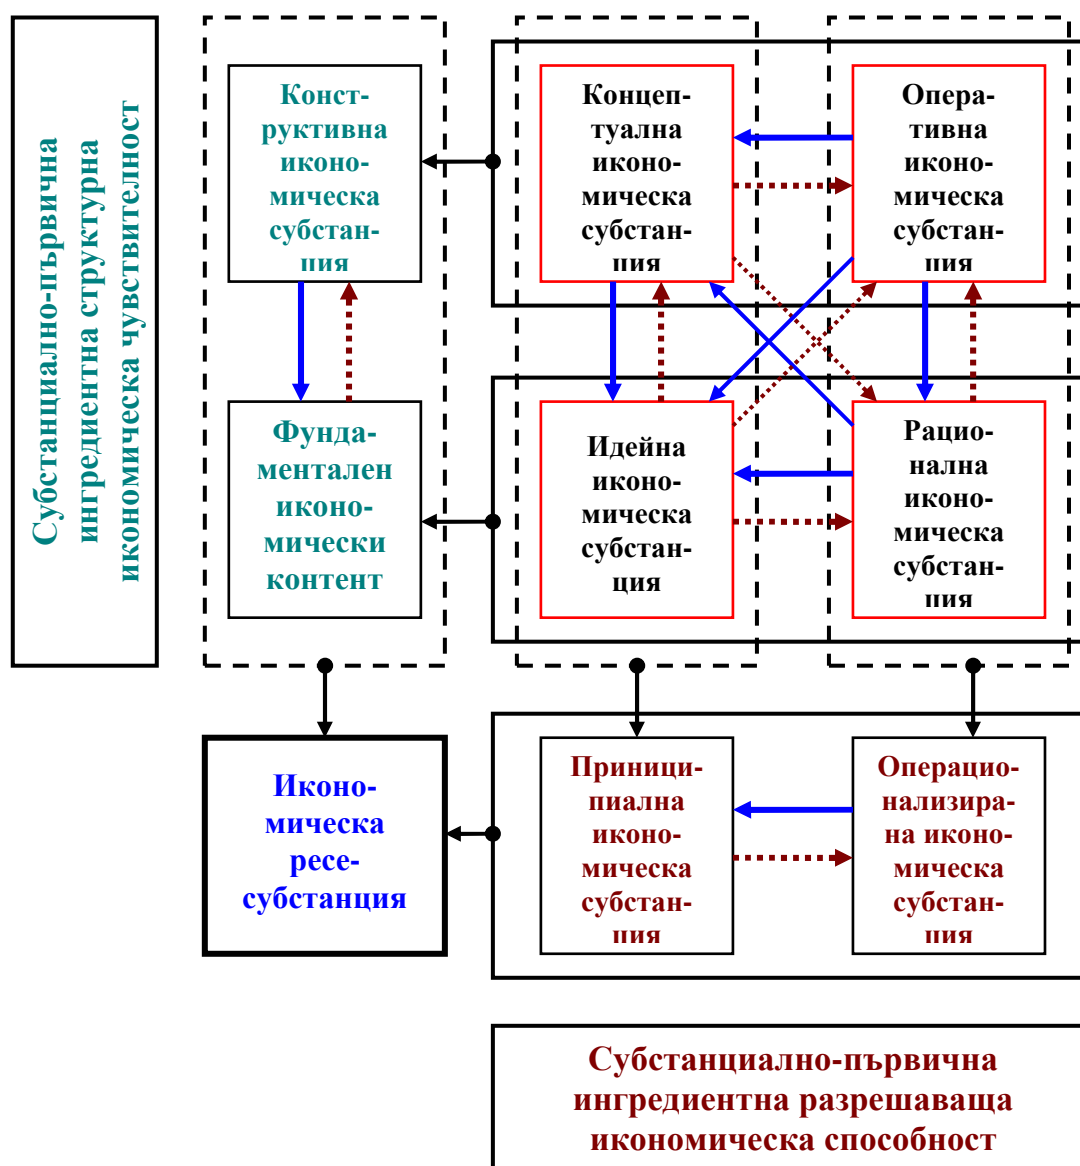 Субстанциално-първична
ингредиентна структурна
икономическа чувствителност
Конст-
руктивна
иконо-
мическа
субстан-
ция
Концеп-
туална
иконо-
мическа
субстан-
ция
Опера-
тивна
иконо-
мическа
субстан-
ция
Фунда-
ментален
иконо-
мически
контент
Идейна
иконо-
мическа
субстан-
ция
Рацио-
нална
иконо-
мическа
субстан-
ция
Иконо-
мическа
ресе-
субстанция
Приници-
пиална
иконо-
мическа
субстан-
ция
Операцио-
нализира-
на иконо-
мическа
субстан-
ция
Субстанциално-първична
ингредиентна разрешаваща
икономическа способност